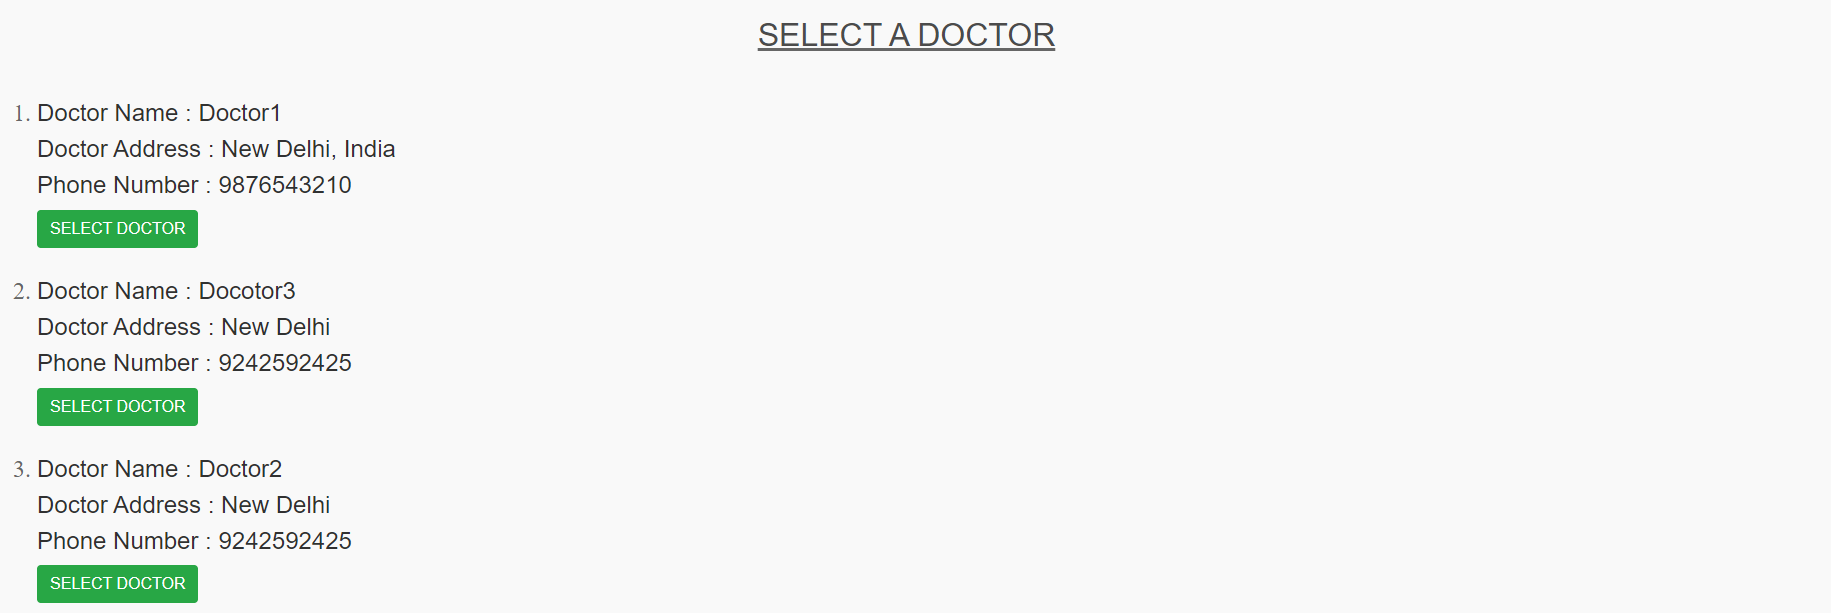 SELECT A DOCTOR
1. Doctor Name : Doctor1
Doctor Address : New Delhi, India
Phone Number : 9876543210
SELECT DOCTOR
2. Doctor Name : Docotor3
Doctor Address : New Delhi
Phone Number : 9242592425
SELECT DOCTOR
3. Doctor Name : Doctor2
Doctor Address : New Delhi
Phone Number : 9242592425
SELECT DOCTOR